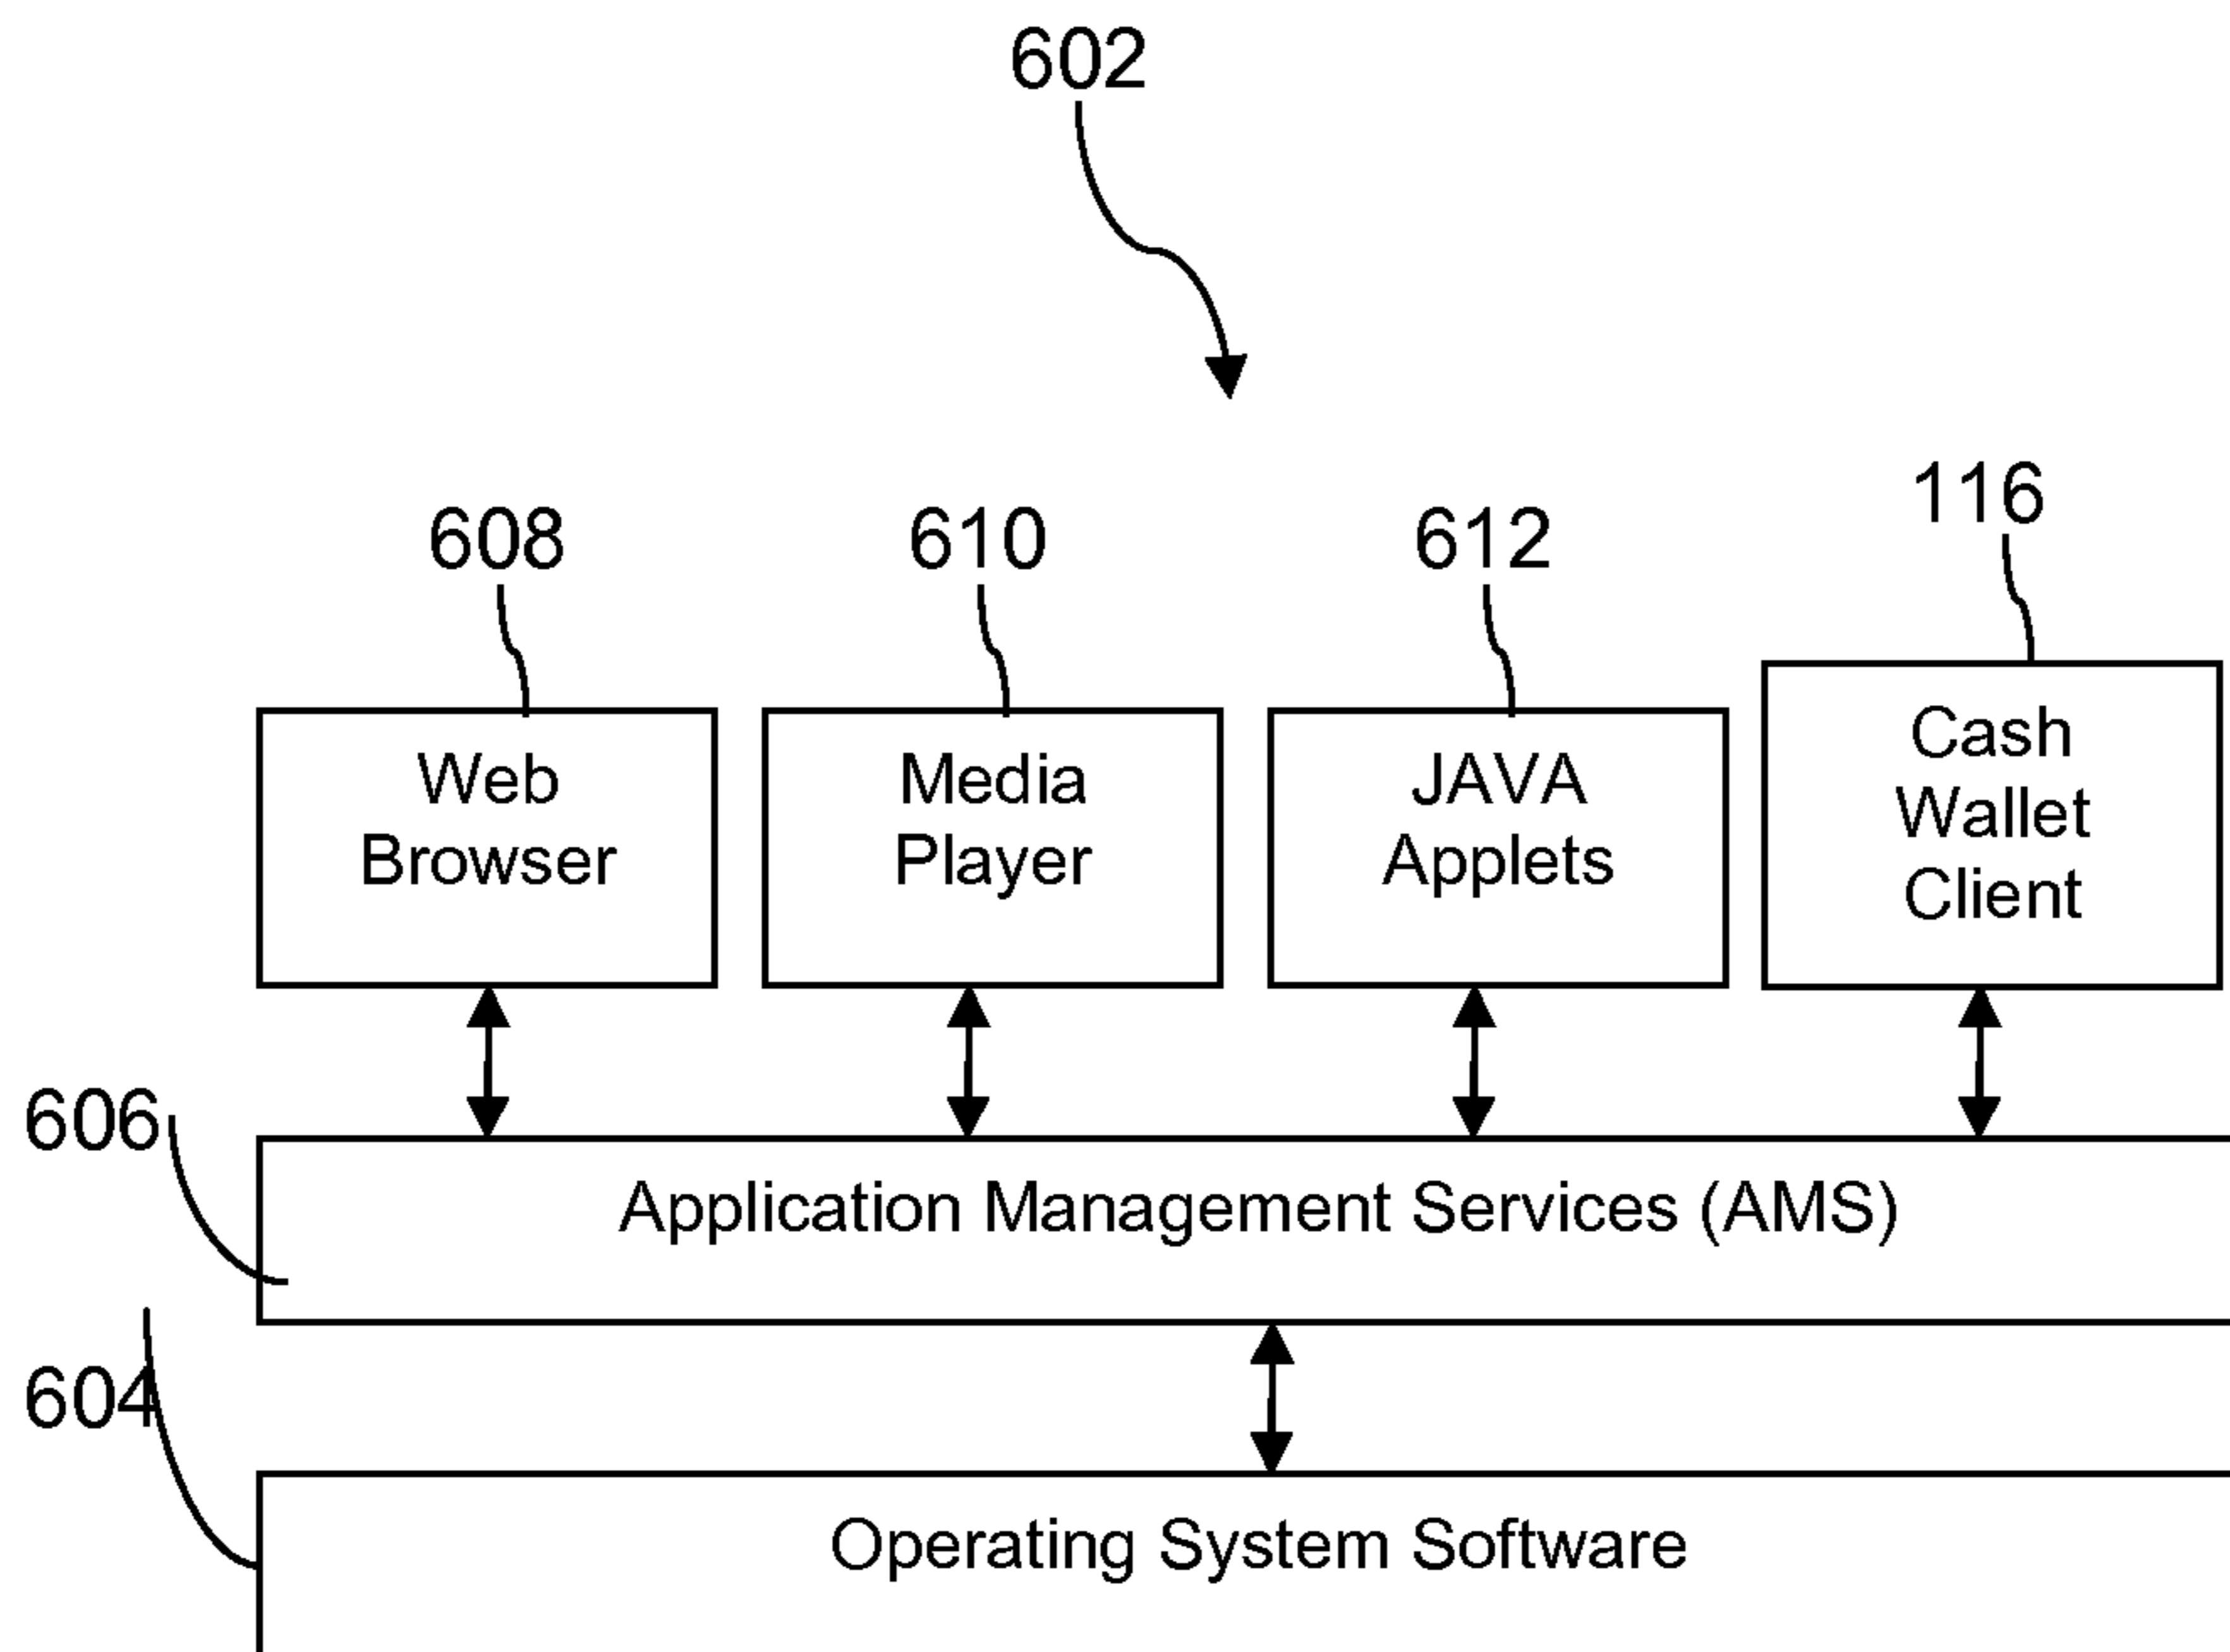 602
608
610
612
116
Web
Browser
Media
Player
JAVA
Applets
Cash
Wallet
Client
606
Application Management Services (AMS)
604
Operating System Software